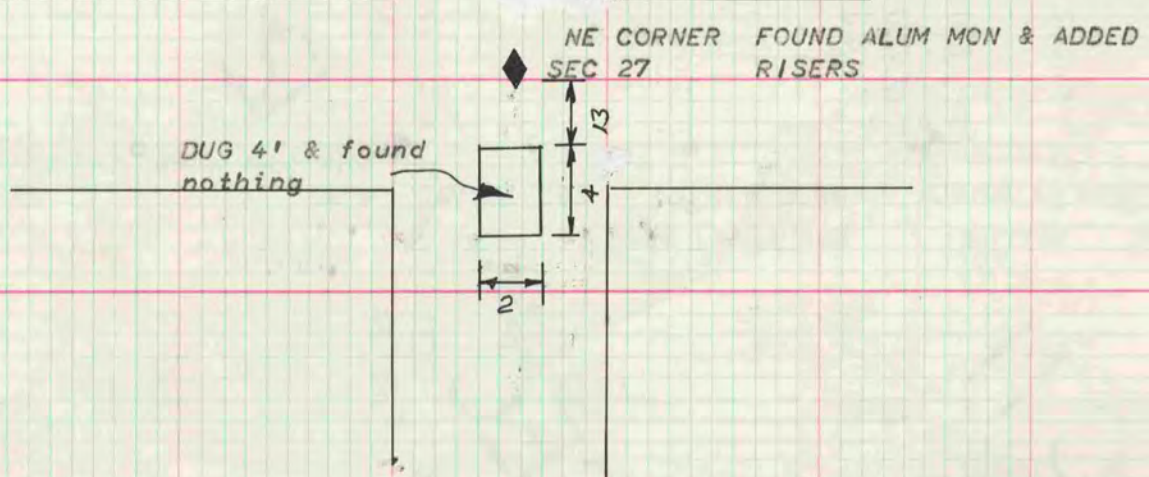 NE CORNER FOUND ALUM MON & ADDED
SEC 27 RISERS
13
DUG 4' & found
nothing
4
2